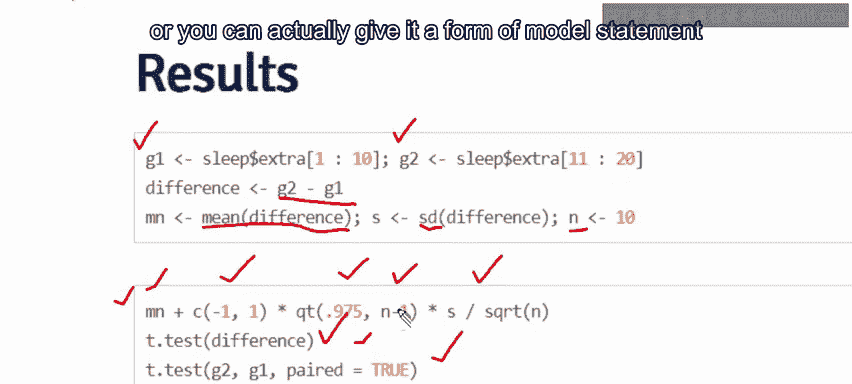 or you can actually give it a form of model statement
Results
g1 <- sleep$extra[1 : 10]; g2 <- sleep$extra[11 : 20]
difference <- g2 - g1
mn <- mean(difference); s <- sd(difference); n <- 10
mn + c(-1, 1) * qt(.975, n-1) * s / sqrt(n)
t.test(difference)
t.test(g2, g1, paired = TRUE)